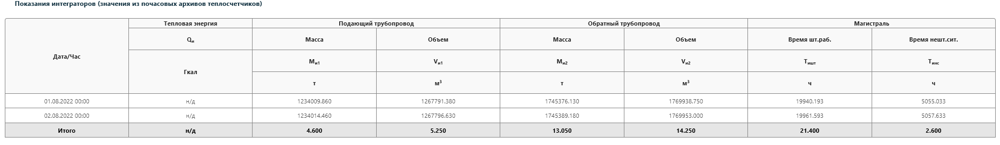 Показания интеграторов (значения из почасовых архивов теплосчетчиков)
Дата/Час Тепловая энергия Подающий трубопровод Обратный трубопровод Магистраль
Qи Масса Объем Масса Объем Время шт.раб. Время нешт.сит.
Гкал Mи1 Vи1 Mи2 Vи2 Tишт Tинс
т м³ т м³ ч ч
01.08.2022 00:00 н/д 1234009.860 1267791.380 1745376.130 1769938.750 19940.193 5055.033
02.08.2022 00:00 н/д 1234014.460 1267796.630 1745389.180 1769953.000 19961.593 5057.633
Итого н/д 4.600 5.250 13.050 14.250 21.400 2.600